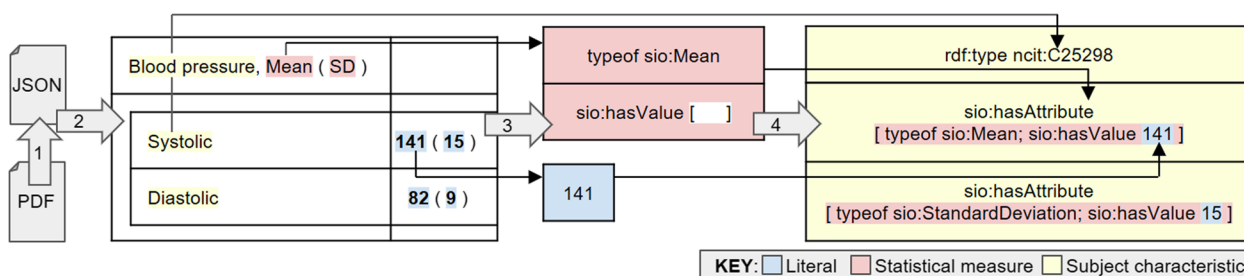 JSON
1
PDF
2
Blood pressure, Mean ( SD )
Systolic
141 ( 15 )
Diastolic
82 ( 9 )
3
typeof sio:Mean
sio:hasValue [ ]
141
4
rdf:type ncit:C25298
sio:hasAttribute
[ typeof sio:Mean; sio:hasValue 141 ]
sio:hasAttribute
[ typeof sio:StandardDeviation; sio:hasValue 15 ]
KEY: Literal Statistical measure Subject characteristic